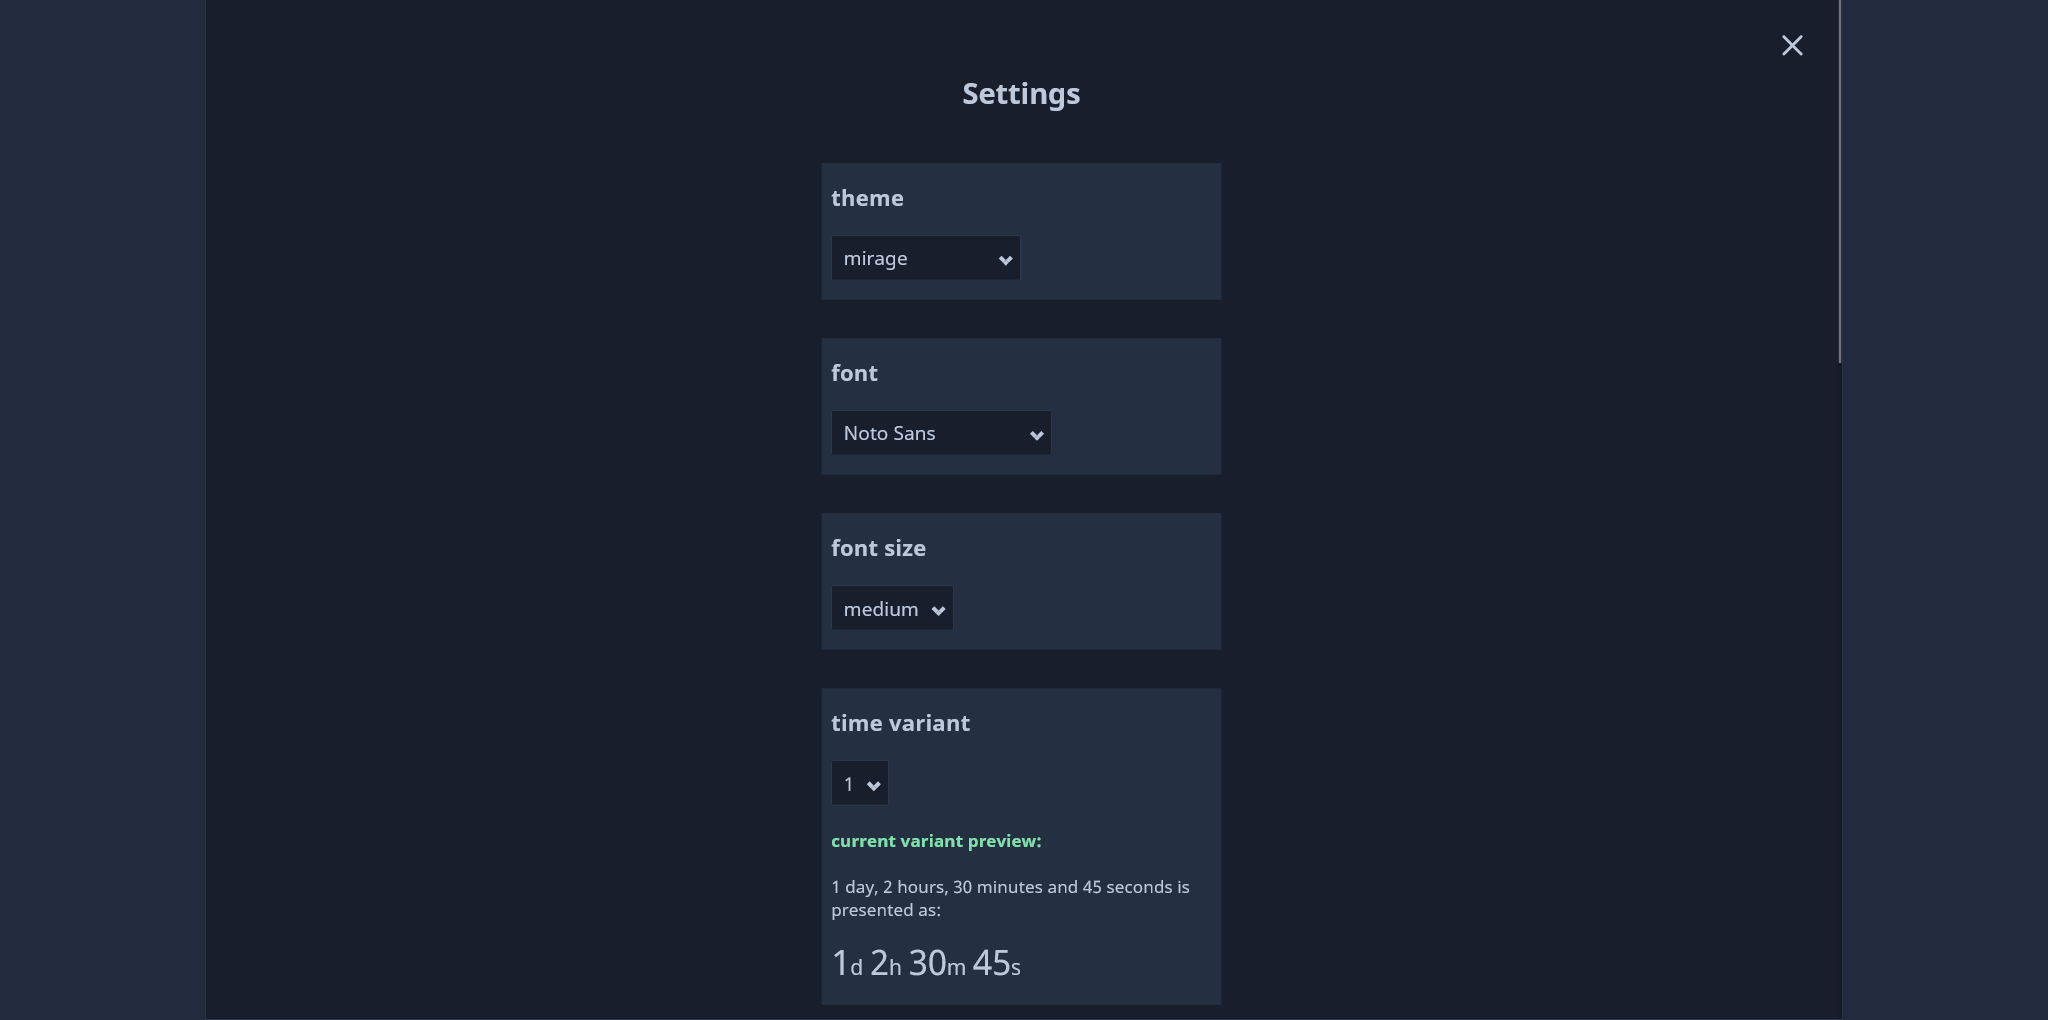 Settings
theme
mirage
font
Noto Sans
font size
medium
time variant
1
current variant preview:
1 day, 2 hours, 30 minutes and 45 seconds is
presented as:
1d 2h 30m 45s